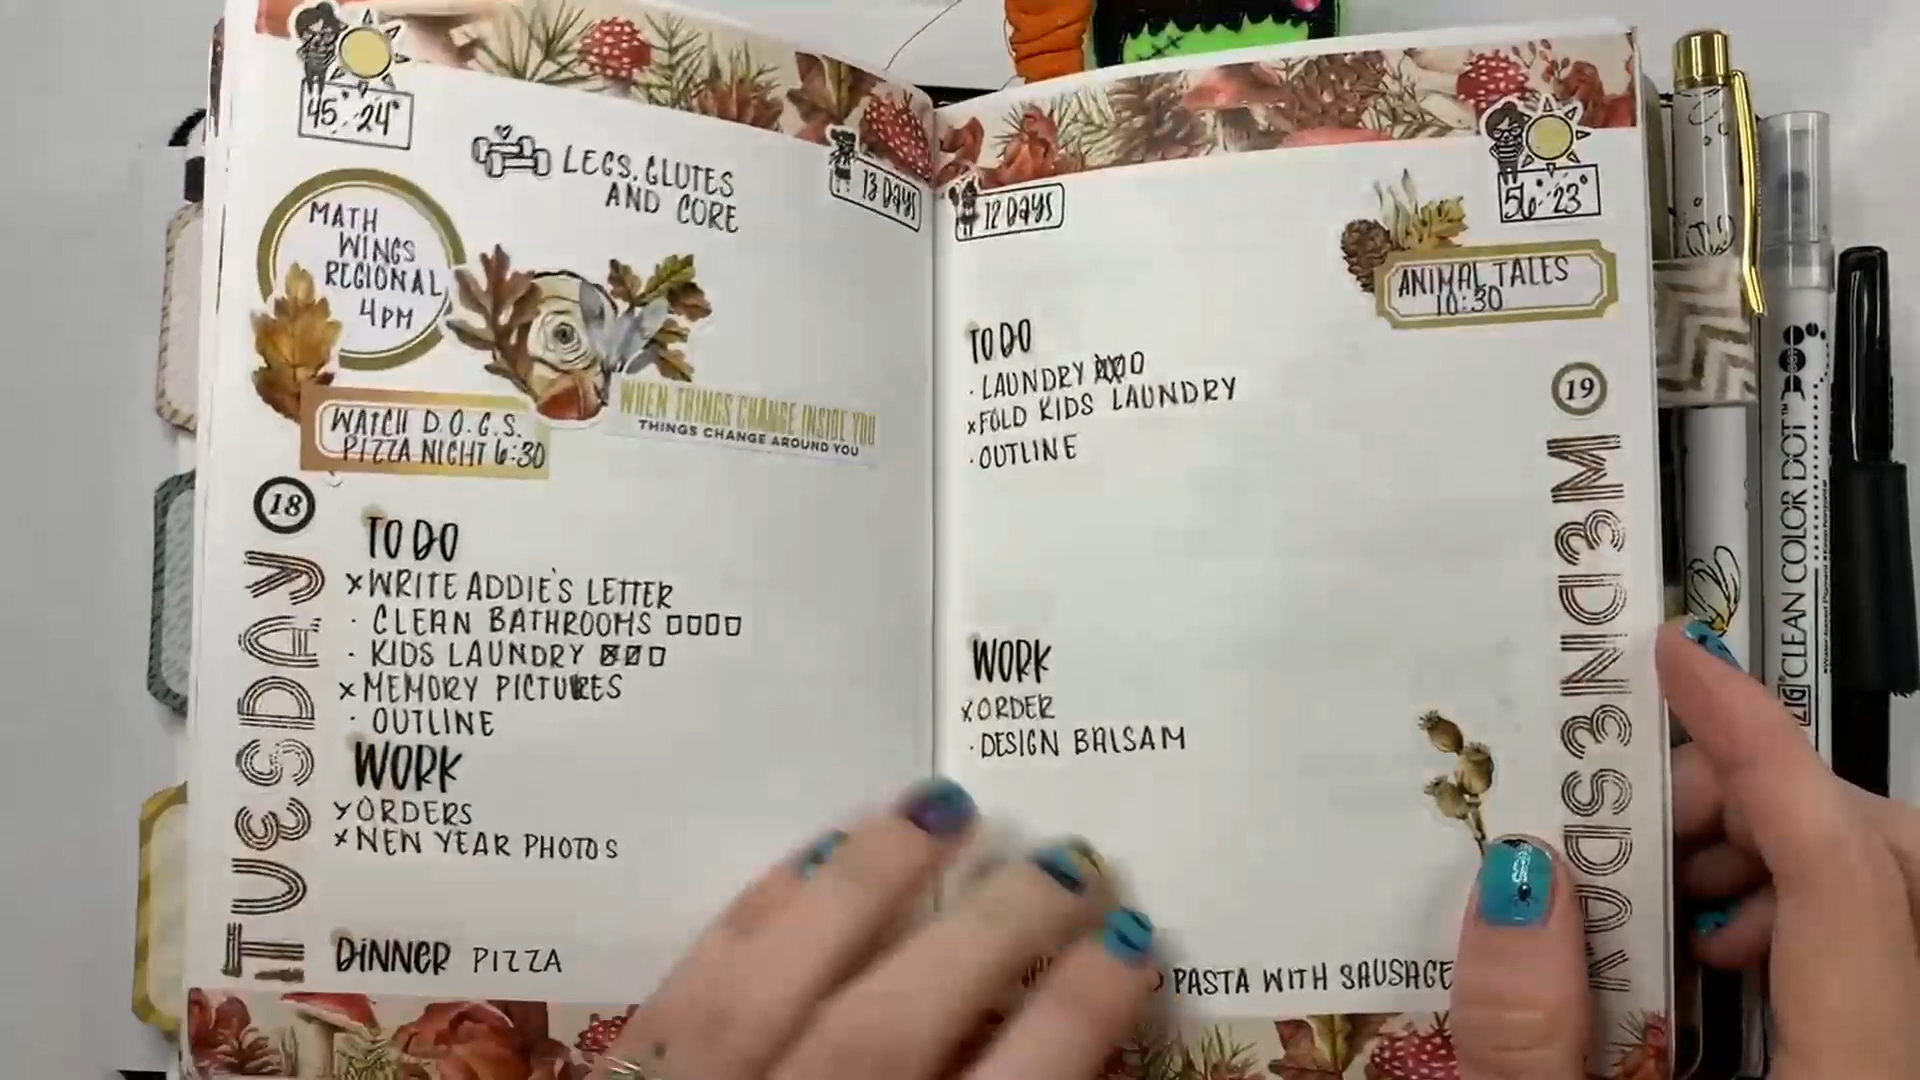 45° 24°
LEGS, GLUTES
AND CORE
13 DAYS
MATH
WINGS
REGIONAL
4PM
WATCH D.O.G.S.
PIZZA NIGHT 6:30
WHEN THINGS CHANGE INSIDE YOU
THINGS CHANGE AROUND YOU
18
TUESDAY
TO DO
x WRITE ADDIE'S LETTER
· CLEAN BATHROOMS □□□□
· KIDS LAUNDRY
x MEMORY PICTURES
· OUTLINE
WORK
x ORDERS
x NEN YEAR PHOTOS
DINNER PIZZA
12 DAYS
56° 23°
ANIMAL TALES
10:30
19
WEDNESDAY
TO DO
· LAUNDRY
x FOLD KIDS LAUNDRY
· OUTLINE
WORK
x ORDER
· DESIGN BALSAM
PASTA WITH SAUSAGE
ZIG CLEAN COLOR DOT™